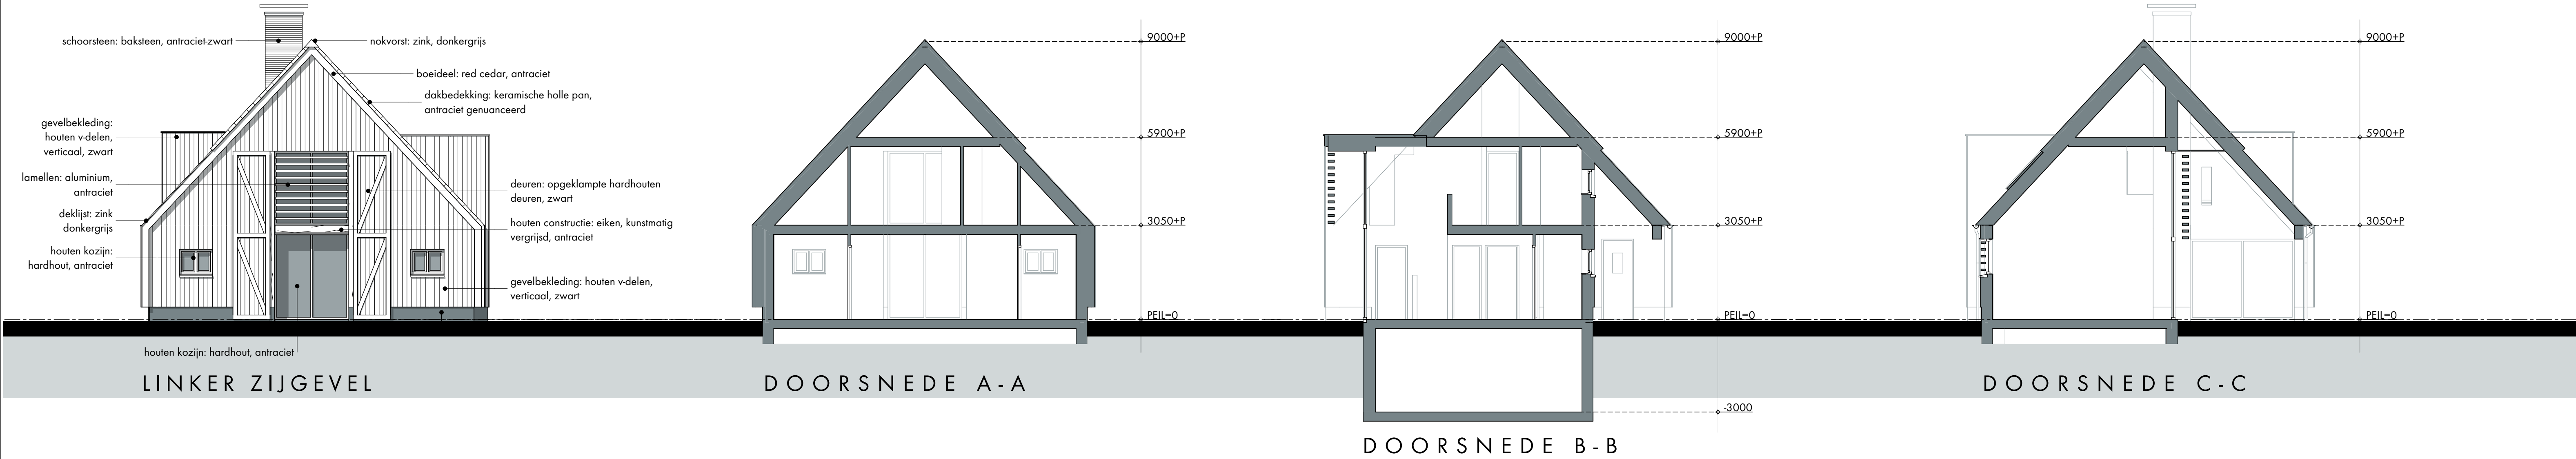 schoorsteen: baksteen, antraciet-zwart
nokvorst: zink, donkergrijs
boeideel: red cedar, antraciet
dakbedekking: keramische holle pan,
antraciet genuanceerd
gevelbekleding:
houten v-delen,
verticaal, zwart
lamellen: aluminium,
antraciet
deklijst: zink
donkergrijs
houten kozijn:
hardhout, antraciet
deuren: opgeklampte hardhouten
deuren, zwart
houten constructie: eiken, kunstmatig
vergrijsd, antraciet
gevelbekleding: houten v-delen,
verticaal, zwart
houten kozijn: hardhout, antraciet
LINKER ZIJGEVEL
9000+P
5900+P
3050+P
PEIL=0
DOORSNEDE A-A
9000+P
5900+P
3050+P
PEIL=0
-3000
DOORSNEDE B-B
9000+P
5900+P
3050+P
PEIL=0
DOORSNEDE C-C